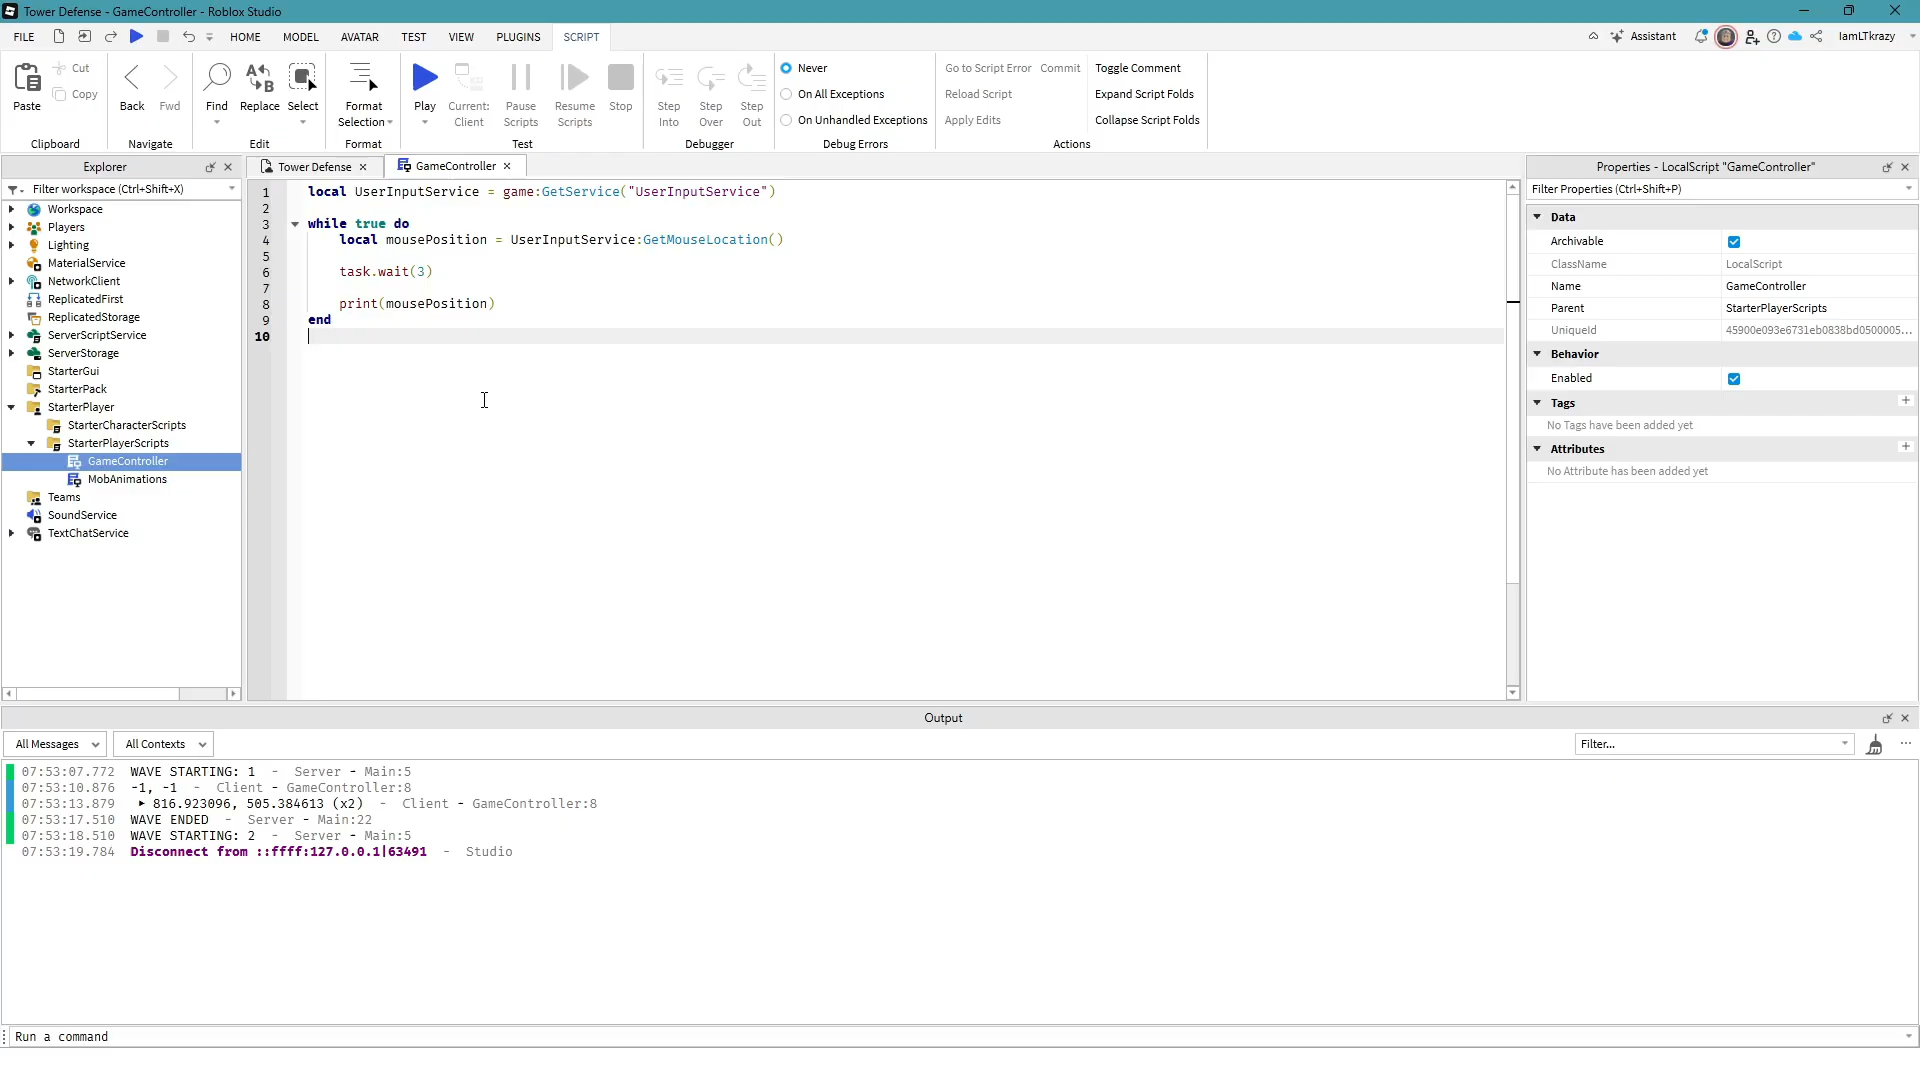 Tower Defense - GameController - Roblox Studio
FILE HOME MODEL AVATAR TEST VIEW PLUGINS SCRIPT Assistant IamLTkrazy
Paste Cut Copy
Clipboard
Back Fwd
Navigate
Find Replace Select
Edit
Format Selection
Format
Play Current: Client Pause Scripts Resume Scripts Stop
Test
Step Into Step Over Step Out
Debugger
Never
On All Exceptions
On Unhandled Exceptions
Debug Errors
Go to Script Error Commit Toggle Comment
Reload Script Expand Script Folds
Apply Edits Collapse Script Folds
Actions
Explorer
Filter workspace (Ctrl+Shift+X)
Workspace
Players
Lighting
MaterialService
NetworkClient
ReplicatedFirst
ReplicatedStorage
ServerScriptService
ServerStorage
StarterGui
StarterPack
StarterPlayer
StarterCharacterScripts
StarterPlayerScripts
GameController
MobAnimations
Teams
SoundService
TextChatService
Tower Defense GameController
1 local UserInputService = game:GetService("UserInputService")
2
3 while true do
4 local mousePosition = UserInputService:GetMouseLocation()
5
6 task.wait(3)
7
8 print(mousePosition)
9 end
10
Properties - LocalScript "GameController"
Filter Properties (Ctrl+Shift+P)
Data
Archivable
ClassName LocalScript
Name GameController
Parent StarterPlayerScripts
UniqueId 45900e093e6731eb0838bd0500005...
Behavior
Enabled
Tags +
No Tags have been added yet
Attributes +
No Attribute has been added yet
Output
All Messages All Contexts Filter... ...
07:53:07.772 WAVE STARTING: 1 - Server - Main:5
07:53:10.876 -1, -1 - Client - GameController:8
07:53:13.879 816.923096, 505.384613 (x2) - Client - GameController:8
07:53:17.510 WAVE ENDED - Server - Main:22
07:53:18.510 WAVE STARTING: 2 - Server - Main:5
07:53:19.784 Disconnect from ::ffff:127.0.0.1|63491 - Studio
Run a command